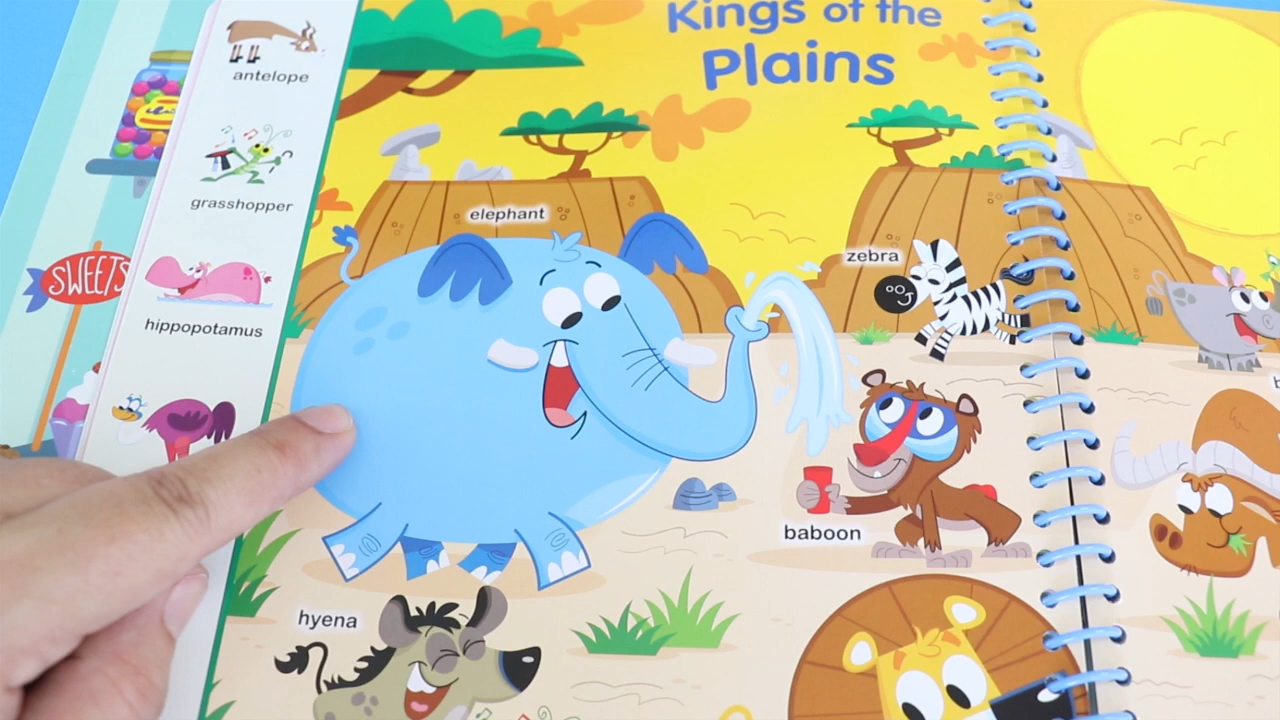 Kings of the
Plains
antelope
grasshopper
SWEETS
hippopotamus
elephant
zebra
baboon
hyena